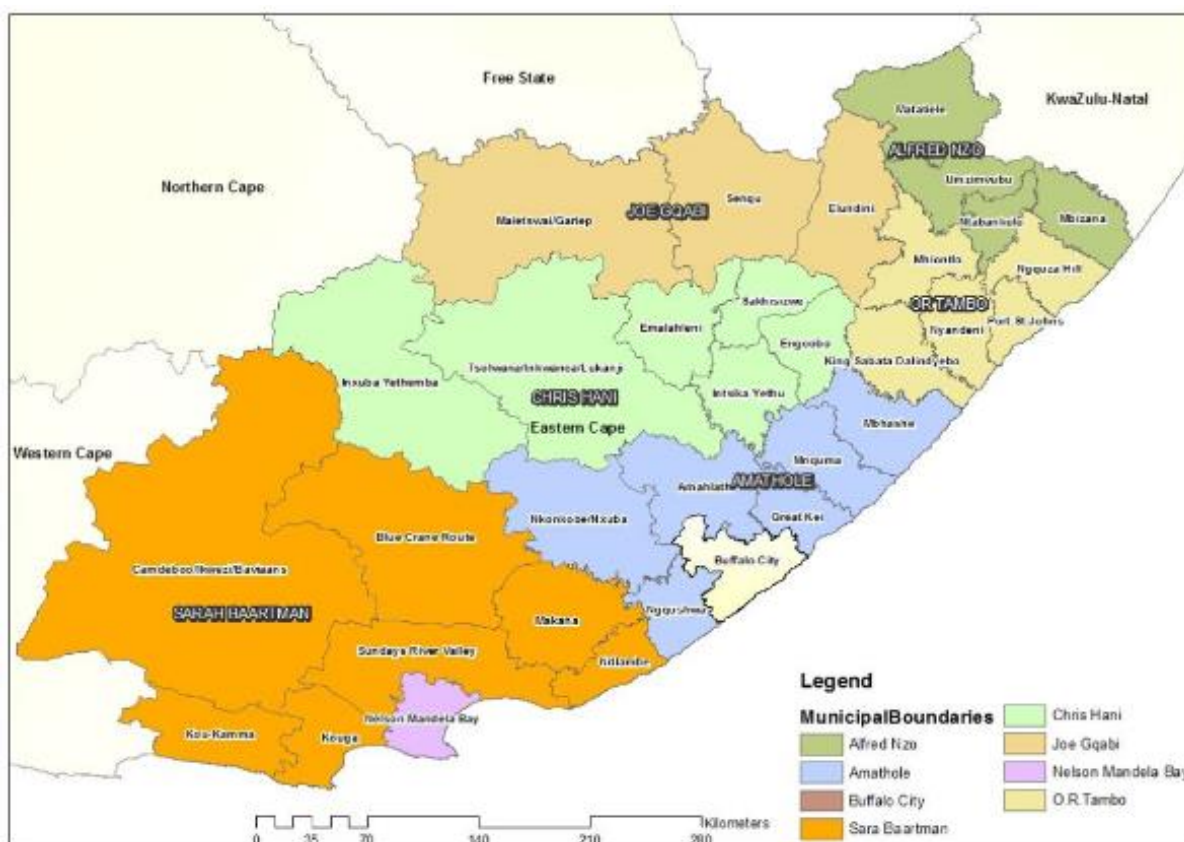 Free State
KwaZulu-Natal
Matatiele
ALFRED NZO
Northern Cape
Umzimvubu
Senqu
Elundini
JOE GQABI
Maletswai/Gariep
Ntabankulu
Mbizana
Mhlontlo
Ngquza Hill
Sakhisizwe
OR TAMBO
Port St Johns
Emalahleni
Nyandeni
Engcobo
King Sabata Dalindyebo
Tsolwana/Inkwanca/Lukanji
Inxuba Yethemba
Intsika Yethu
CHRIS HANI
Mbhashe
Eastern Cape
Western Cape
Mnquma
AMATHOLE
Amahlath
Great Kei
Nkonkobe/Nxuba
Blue Crane Route
Buffalo City
Camdeboo/Ikwezi/Baviaans
SARAH BAARTMAN
Ngqushwa
Makana
Sundays River Valley
Ndlambe
Nelson Mandela Bay
Kou-Kamma
Kouga
Legend
MunicipalBoundaries
Alfred Nzo
Amathole
Buffalo City
Sara Baartman
Chris Hani
Joe Gqabi
Nelson Mandela Bay
O.R.Tambo
Kilometers
0 35 70 140 210 280